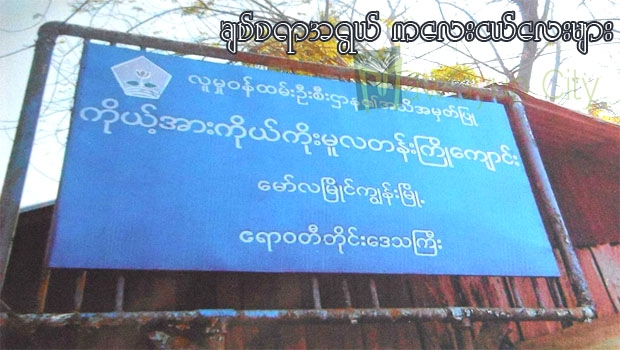 ချစ်စရာအရွယ် ကလေးငယ်လေးများ
City
လူမှုဝန်ထမ်းဦးစီးဌာန၏အသိအမှတ်ပြု
ကိုယ့်အားကိုယ်ကိုးမူလတန်းကြိုကျောင်း
မော်လမြိုင်ကျွန်းမြို့
ဧရာဝတီတိုင်းဒေသကြီး